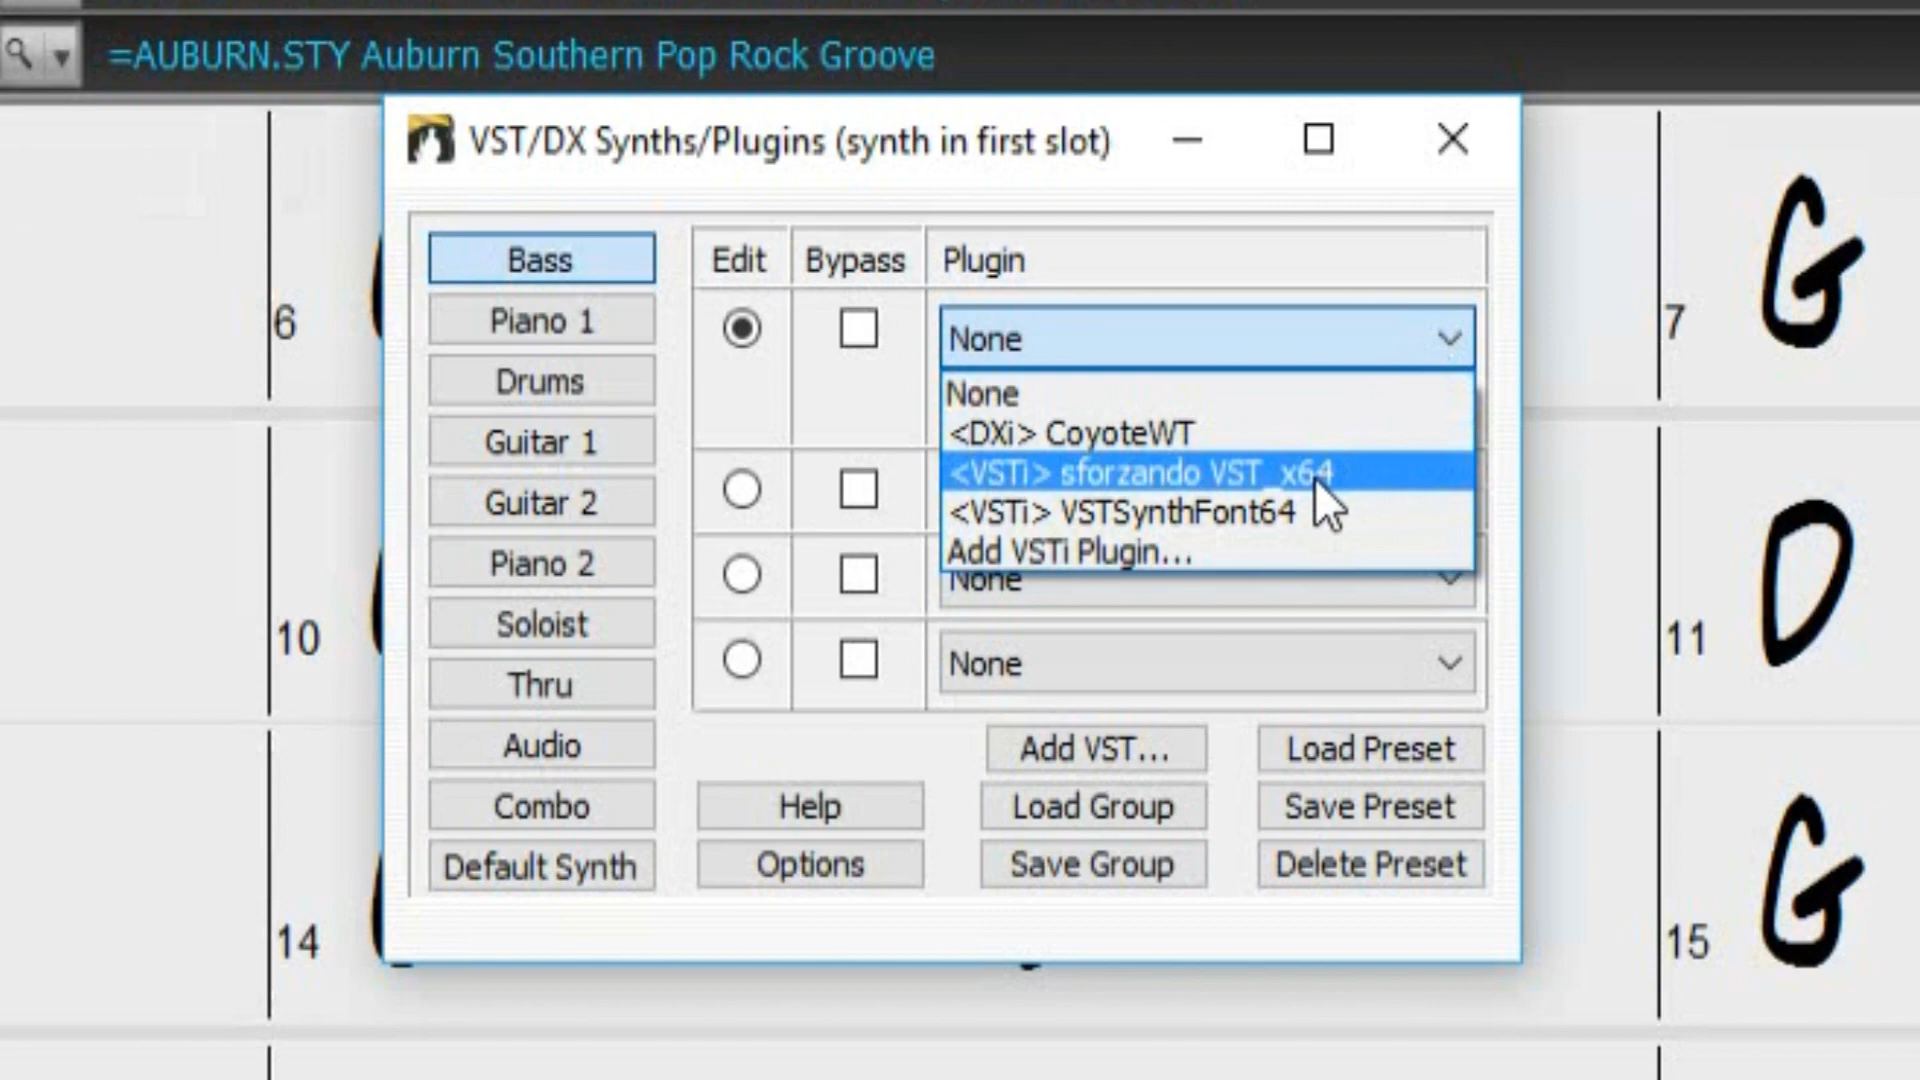 =AUBURN.STY Auburn Southern Pop Rock Groove
VST/DX Synths/Plugins (synth in first slot)
Bass
Piano 1
Drums
Guitar 1
Guitar 2
Piano 2
Soloist
Thru
Audio
Combo
Default Synth
Edit Bypass Plugin
None
None
<DXi> CoyoteWT
<VSTi> sforzando VST_x64
<VSTi> VSTSynthFont64
Add VSTi Plugin...
None
None
Add VST... Load Preset
Help Load Group Save Preset
Options Save Group Delete Preset
6
7 G
10
11 D
14
15 G